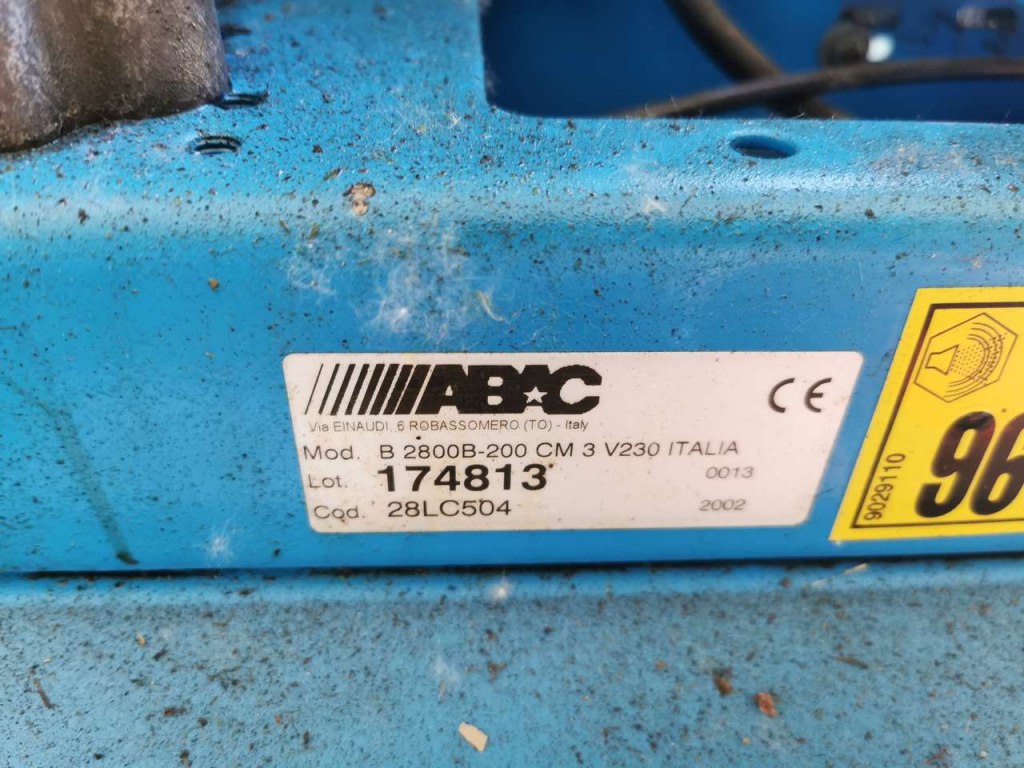 ABAC
CE
Via EINAUDI, 6 ROBASSOMERO (TO) - Italy
Mod. B 2800B-200 CM 3 V230 ITALIA
Lot. 174813 0013
Cod. 28LC504 2002
9029110
96